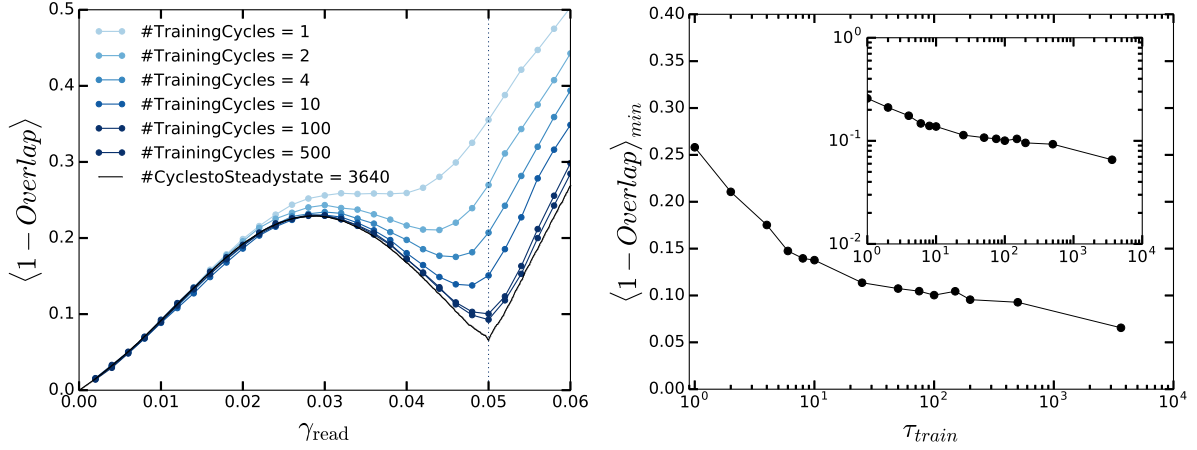 0.5
0.4
0.3
0.2
0.1
0.0
⟨1 − Overlap⟩
#TrainingCycles = 1
#TrainingCycles = 2
#TrainingCycles = 4
#TrainingCycles = 10
#TrainingCycles = 100
#TrainingCycles = 500
#CyclestoSteadystate = 3640
0.00 0.01 0.02 0.03 0.04 0.05 0.06
γread
0.40
0.35
0.30
0.25
0.20
0.15
0.10
0.05
0.00
⟨1 − Overlap⟩min
10⁰
10⁻¹
10⁻²
10⁰ 10¹ 10² 10³ 10⁴
10⁰ 10¹ 10² 10³ 10⁴
τtrain